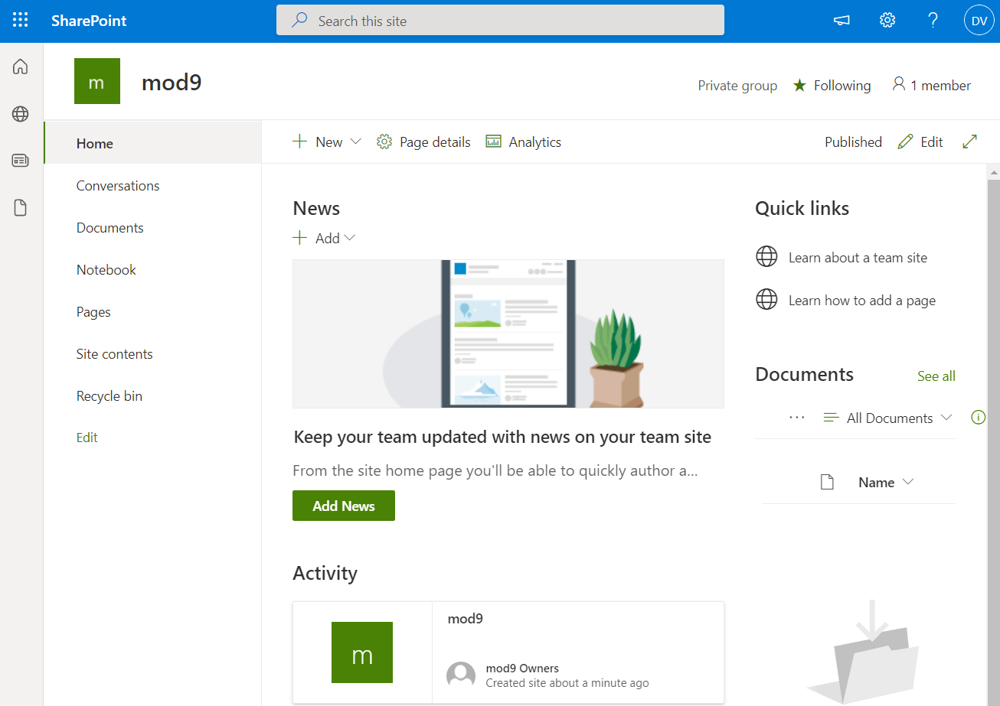 SharePoint
Search this site
DV
m
mod9
Private group
Following
1 member
Home
Conversations
Documents
Notebook
Pages
Site contents
Recycle bin
Edit
New
Page details
Analytics
Published
Edit
News
Add
Keep your team updated with news on your team site
From the site home page you'll be able to quickly author a...
Add News
Activity
m
mod9
mod9 Owners
Created site about a minute ago
Quick links
Learn about a team site
Learn how to add a page
Documents
See all
All Documents
Name